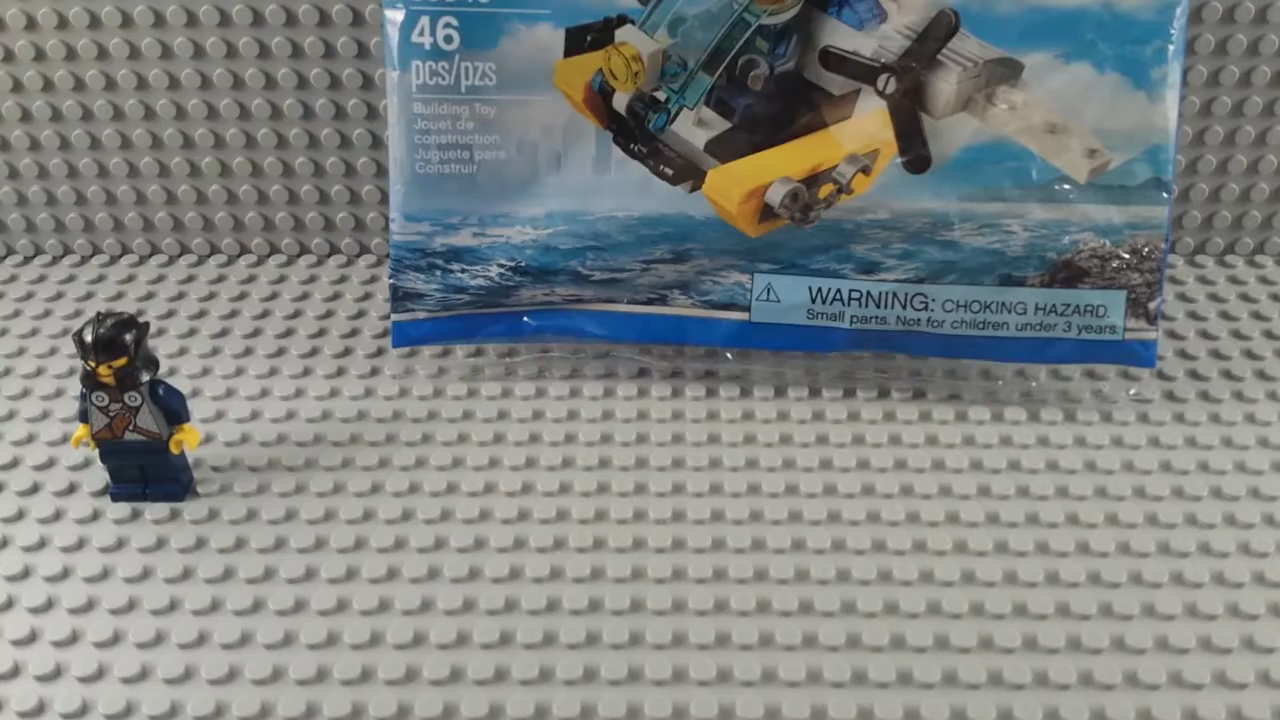 46
pcs/pzs
Building Toy
Jouet de
construction
Juguete para
Construir
WARNING: CHOKING HAZARD.
Small parts. Not for children under 3 years.